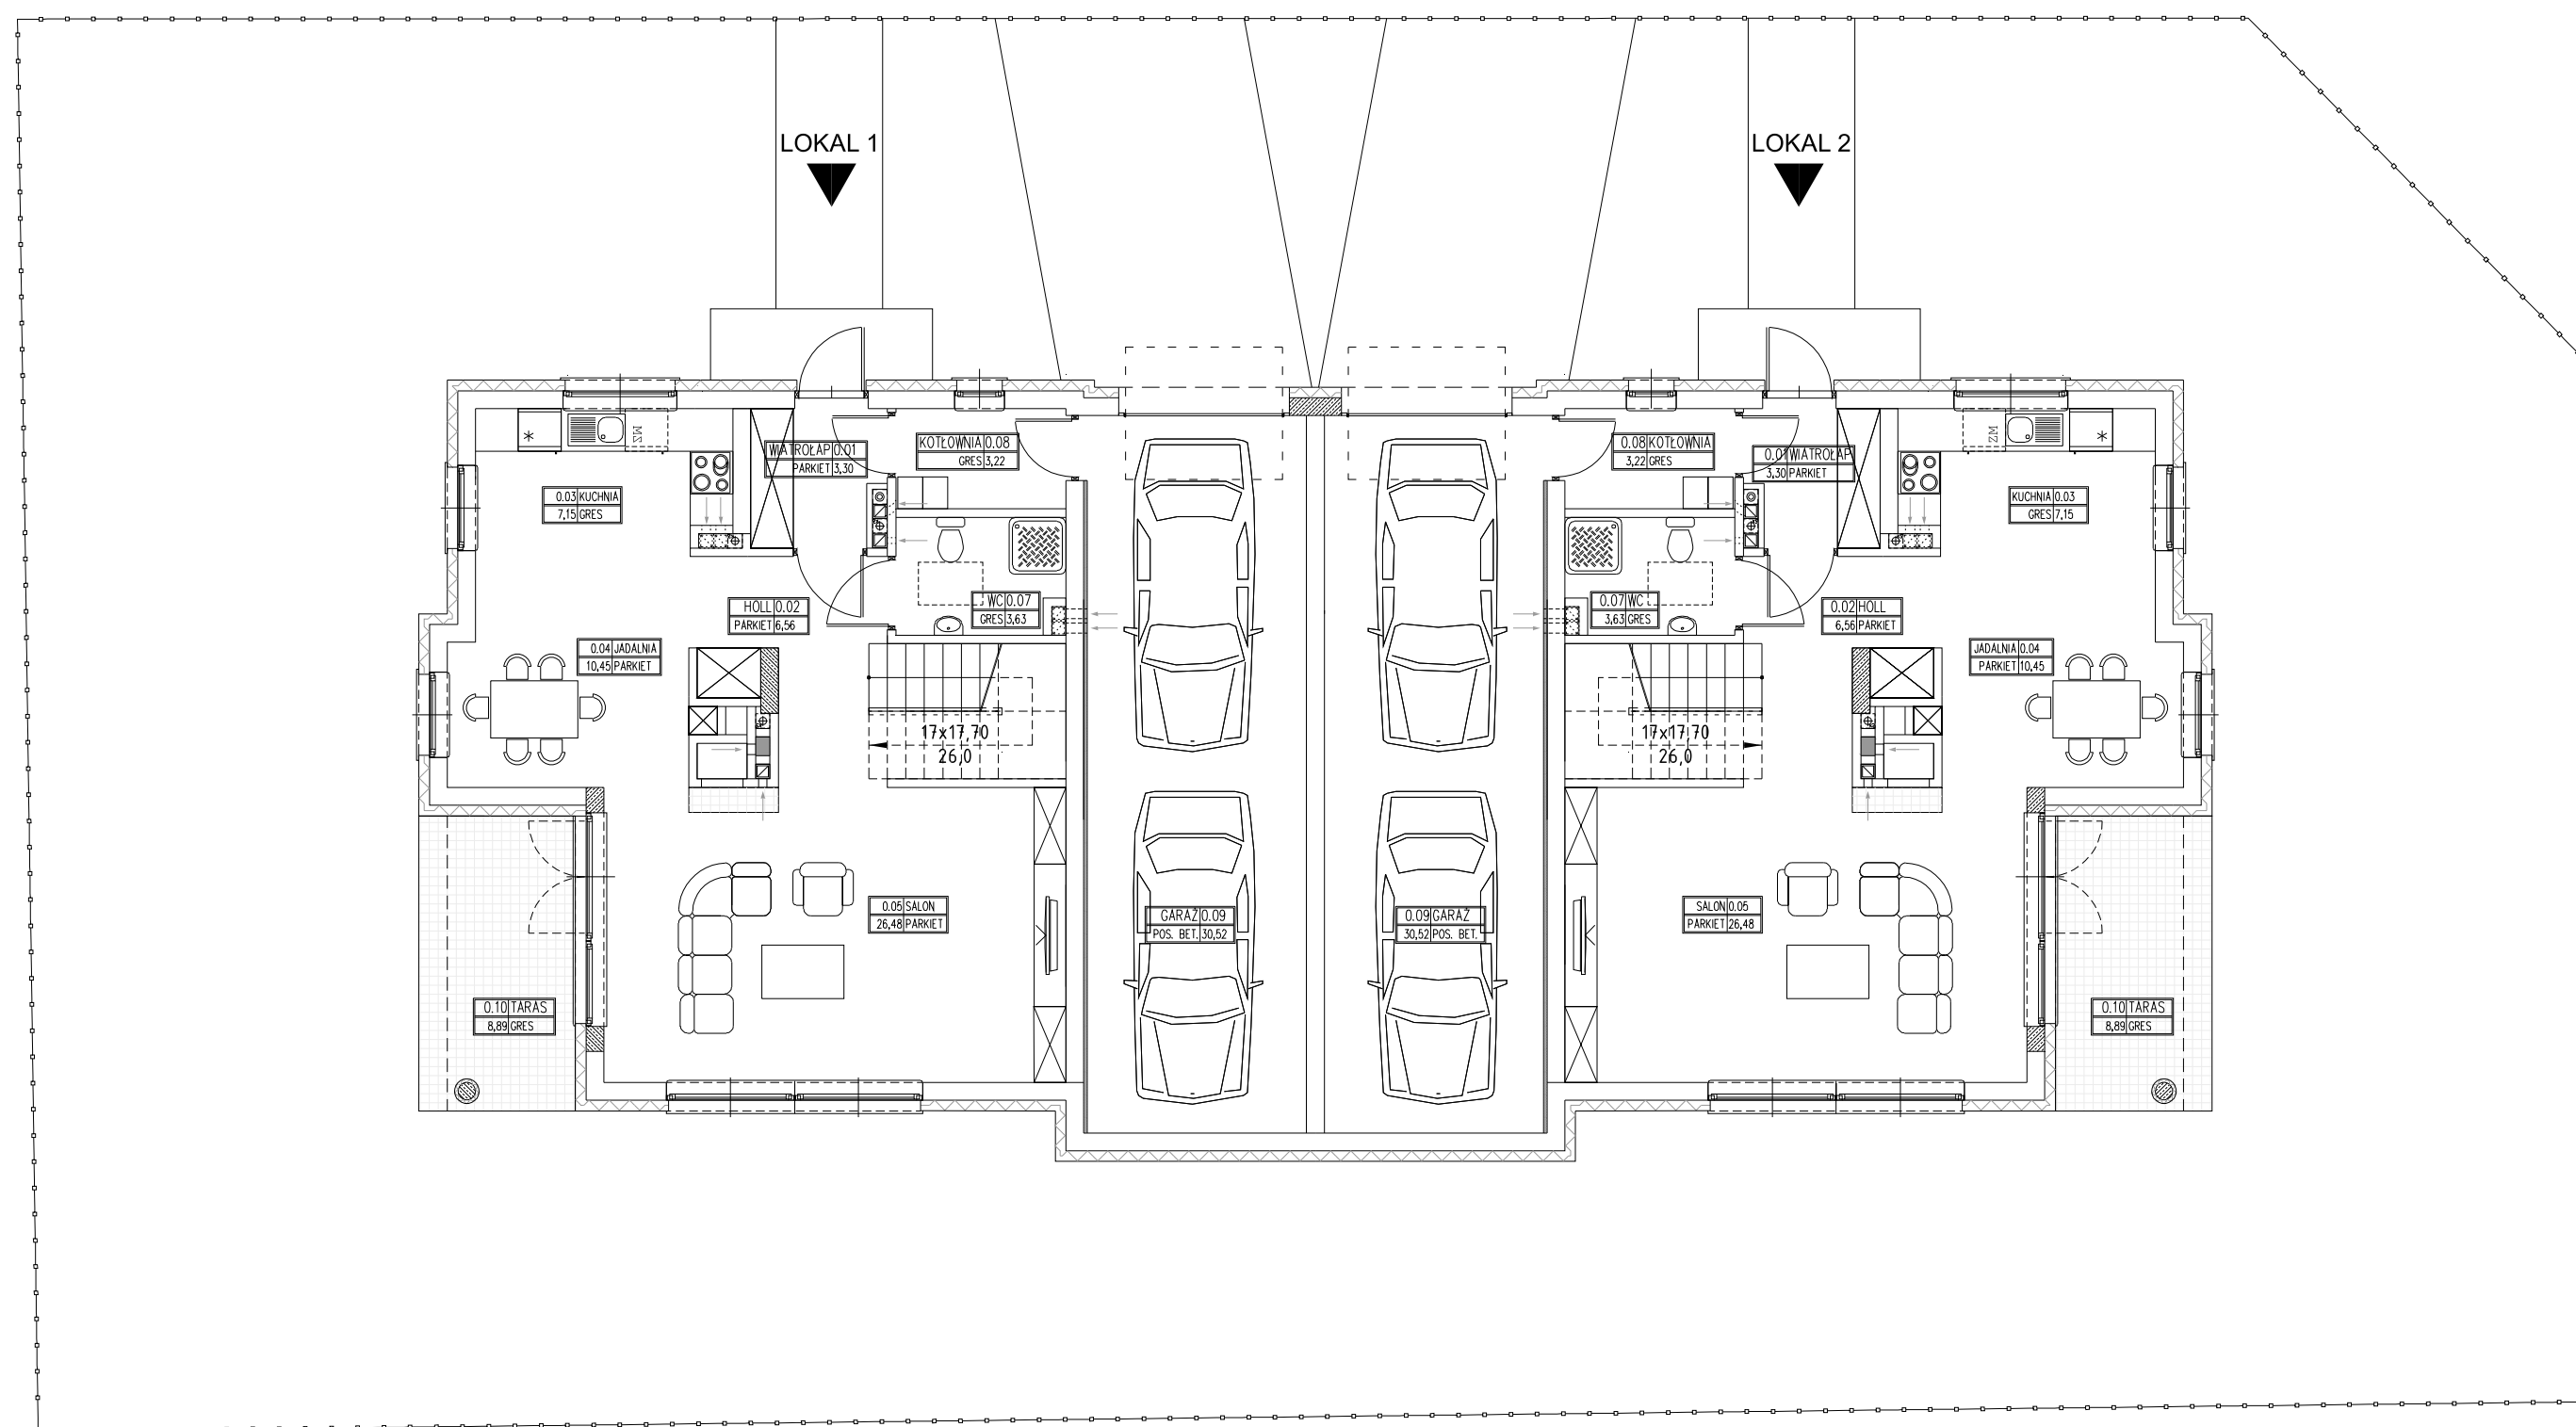 LOKAL 1
LOKAL 2
WIATROŁAP 0.01
PARKIET 3,30
KOTŁOWNIA 0.08
GRES 3,22
0.08 KOTŁOWNIA
3,22 GRES
0.01 WIATROŁAP
3,30 PARKIET
ZM
ZM
0.03 KUCHNIA
7,15 GRES
KUCHNIA 0.03
GRES 7,15
HOLL 0.02
PARKIET 6,56
WC 0.07
GRES 3,63
0.07 WC
3,63 GRES
0.02 HOLL
6,56 PARKIET
0.04 JADALNIA
10,45 PARKIET
JADALNIA 0.04
PARKIET 10,45
17x17,70
26,0
17x17,70
26,0
0.05 SALON
26,48 PARKIET
GARAŻ 0.09
POS. BET. 30,52
0.09 GARAŻ
30,52 POS. BET.
SALON 0.05
PARKIET 26,48
0.10 TARAS
8,89 GRES
0.10 TARAS
8,89 GRES